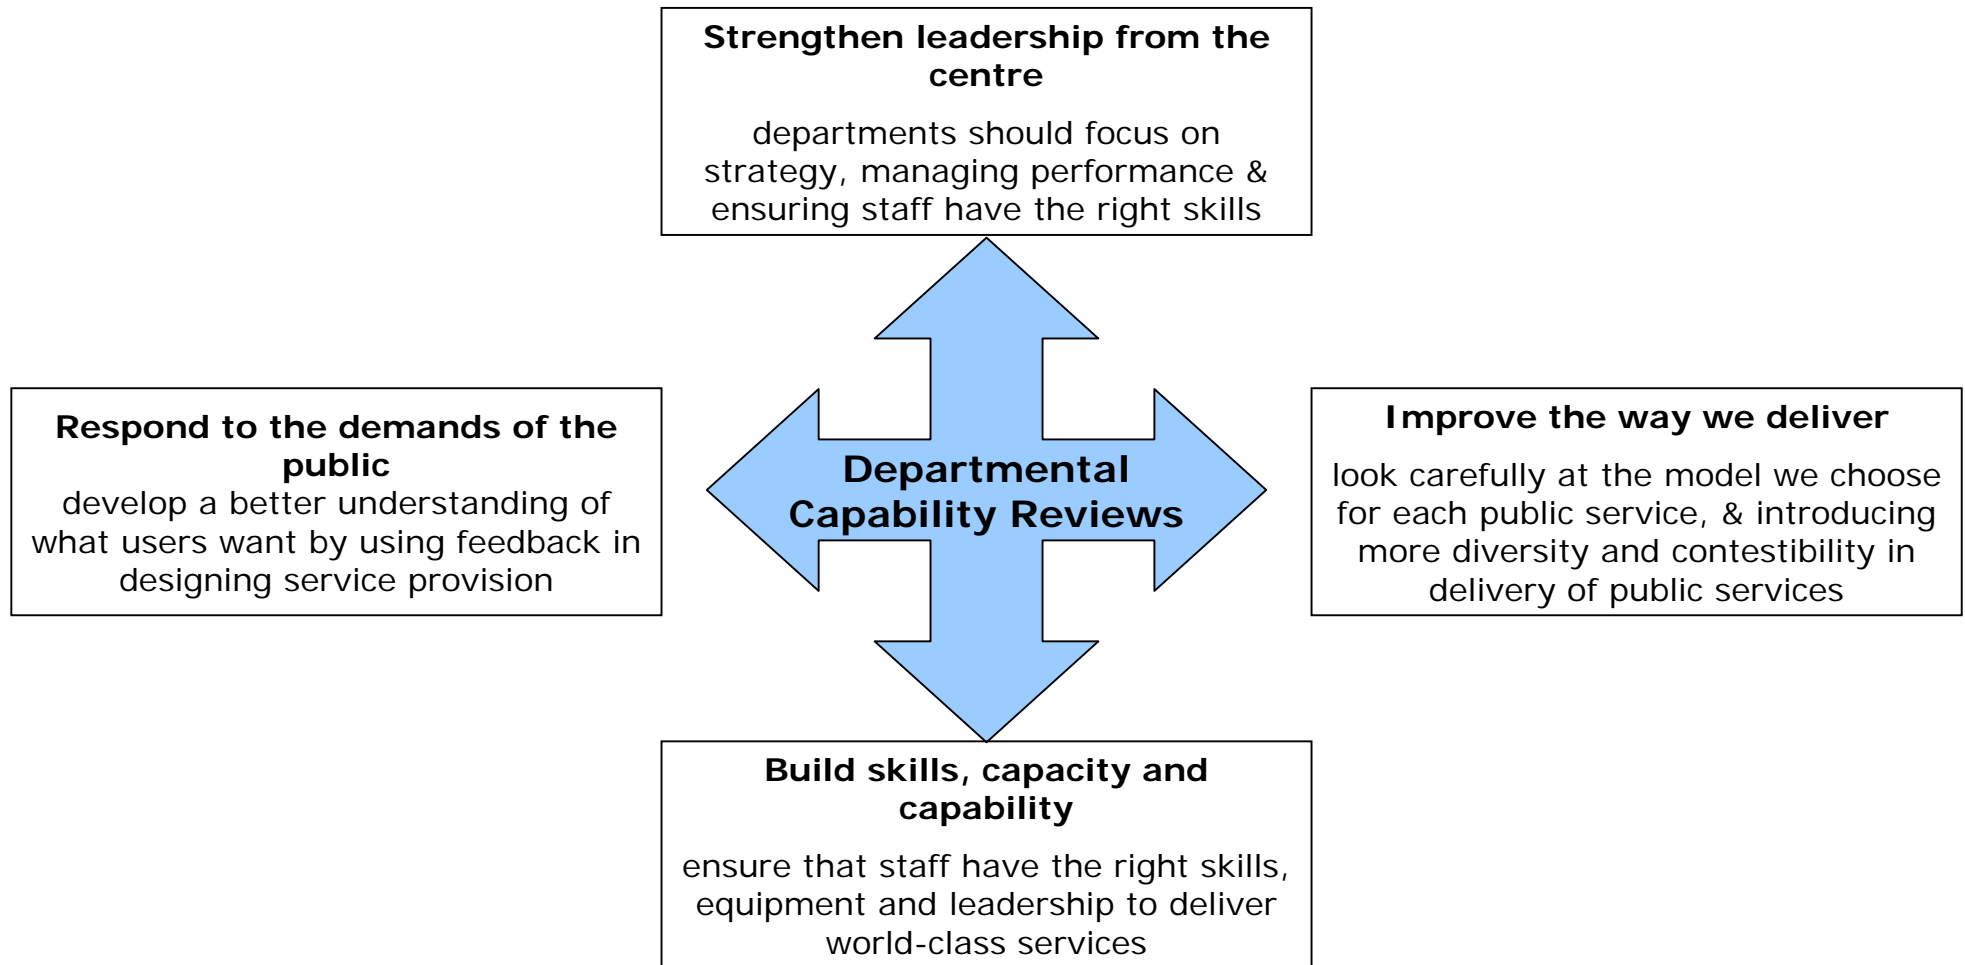 Strengthen leadership from the
centre
departments should focus on
strategy, managing performance &
ensuring staff have the right skills
Respond to the demands of the
public
develop a better understanding of
what users want by using feedback in
designing service provision
Departmental
Capability Reviews
Improve the way we deliver
look carefully at the model we choose
for each public service, & introducing
more diversity and contestibility in
delivery of public services
Build skills, capacity and
capability
ensure that staff have the right skills,
equipment and leadership to deliver
world-class services